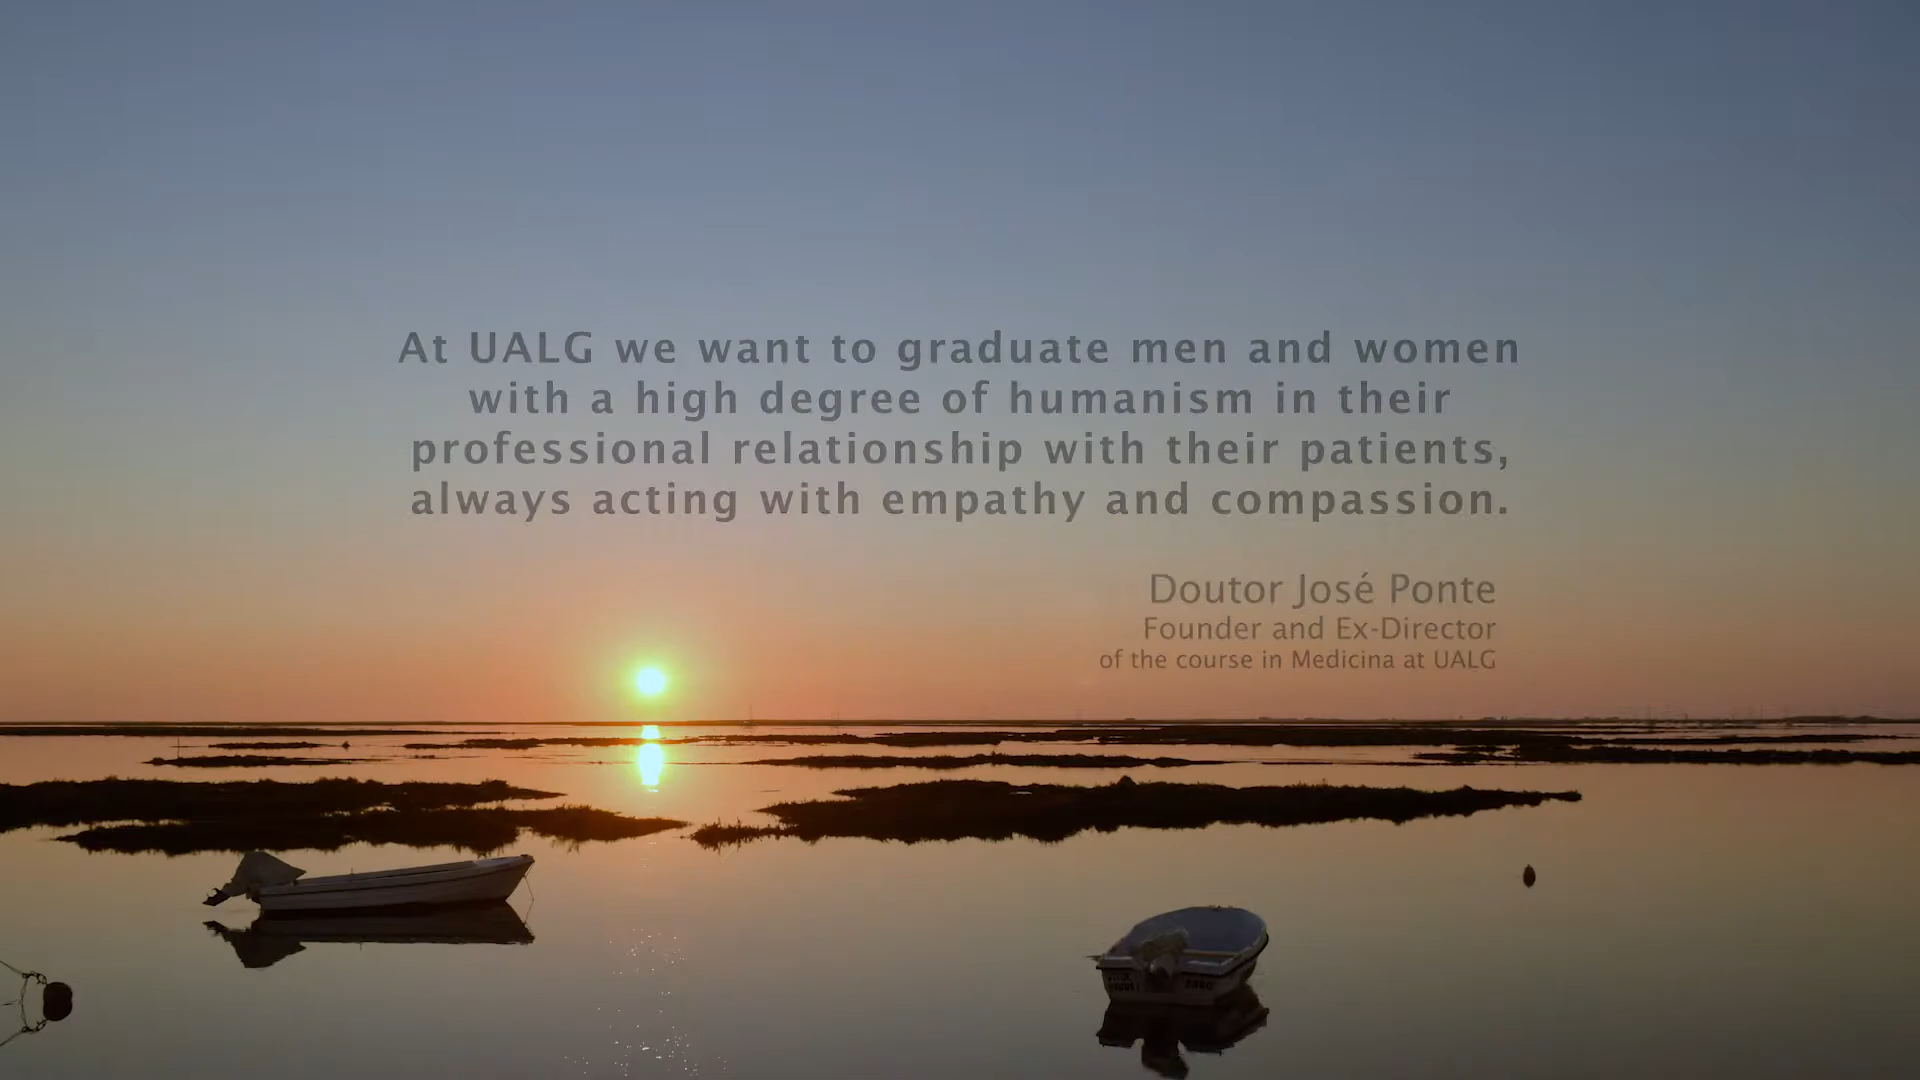 At UALG we want to graduate men and women
with a high degree of humanism in their
professional relationship with their patients,
always acting with empathy and compassion.
Doutor José Ponte
Founder and Ex-Director
of the course in Medicina at UALG